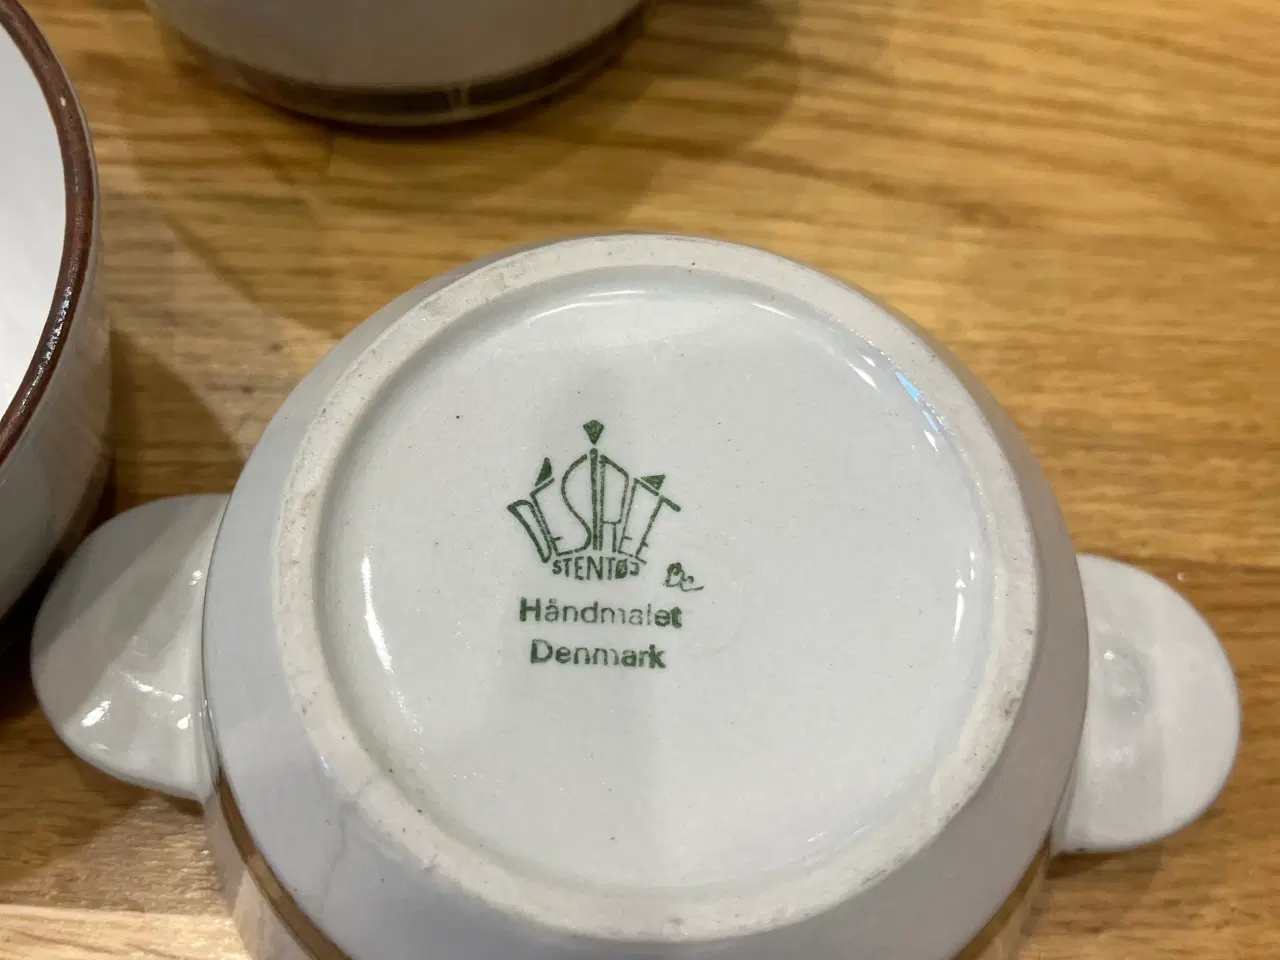 DÉSIRÉE
STENTØJ
Håndmalet
Denmark